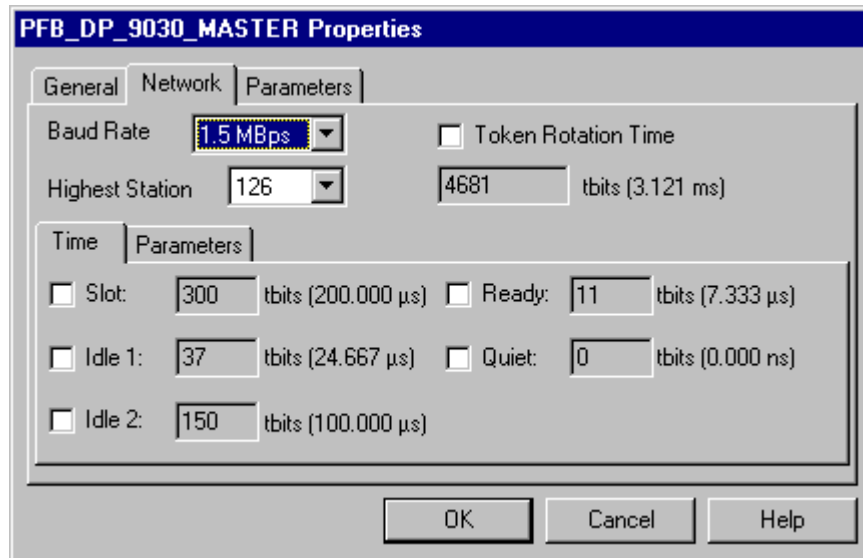 PFB_DP_9030_MASTER Properties
General Network Parameters
Baud Rate 1.5 MBps Token Rotation Time
Highest Station 126 4681 tbits (3.121 ms)
Time Parameters
Slot: 300 tbits (200.000 µs) Ready: 11 tbits (7.333 µs)
Idle 1: 37 tbits (24.667 µs) Quiet: 0 tbits (0.000 ns)
Idle 2: 150 tbits (100.000 µs)
OK Cancel Help